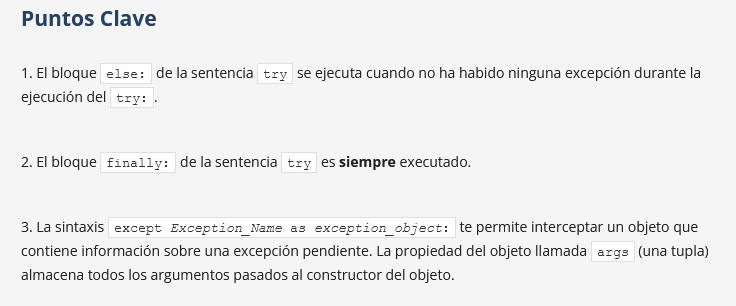 Puntos Clave
1. El bloque else: de la sentencia try se ejecuta cuando no ha habido ninguna excepción durante la
ejecución del try: .
2. El bloque finally: de la sentencia try es siempre executado.
3. La sintaxis except Exception_Name as exception_object: te permite interceptar un objeto que
contiene información sobre una excepción pendiente. La propiedad del objeto llamada args (una tupla)
almacena todos los argumentos pasados al constructor del objeto.